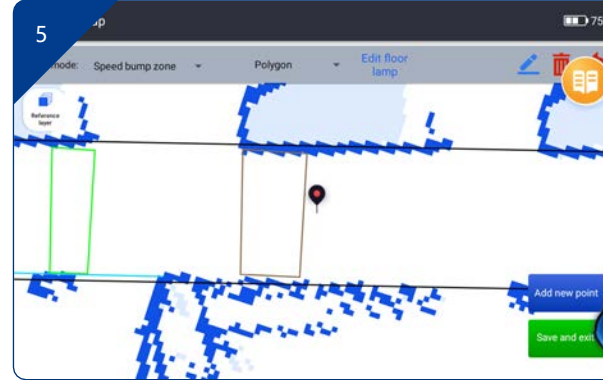 5
75
mode: Speed bump zone Polygon Edit floor
lamp
Reference
layer
Add new point
Save and exit